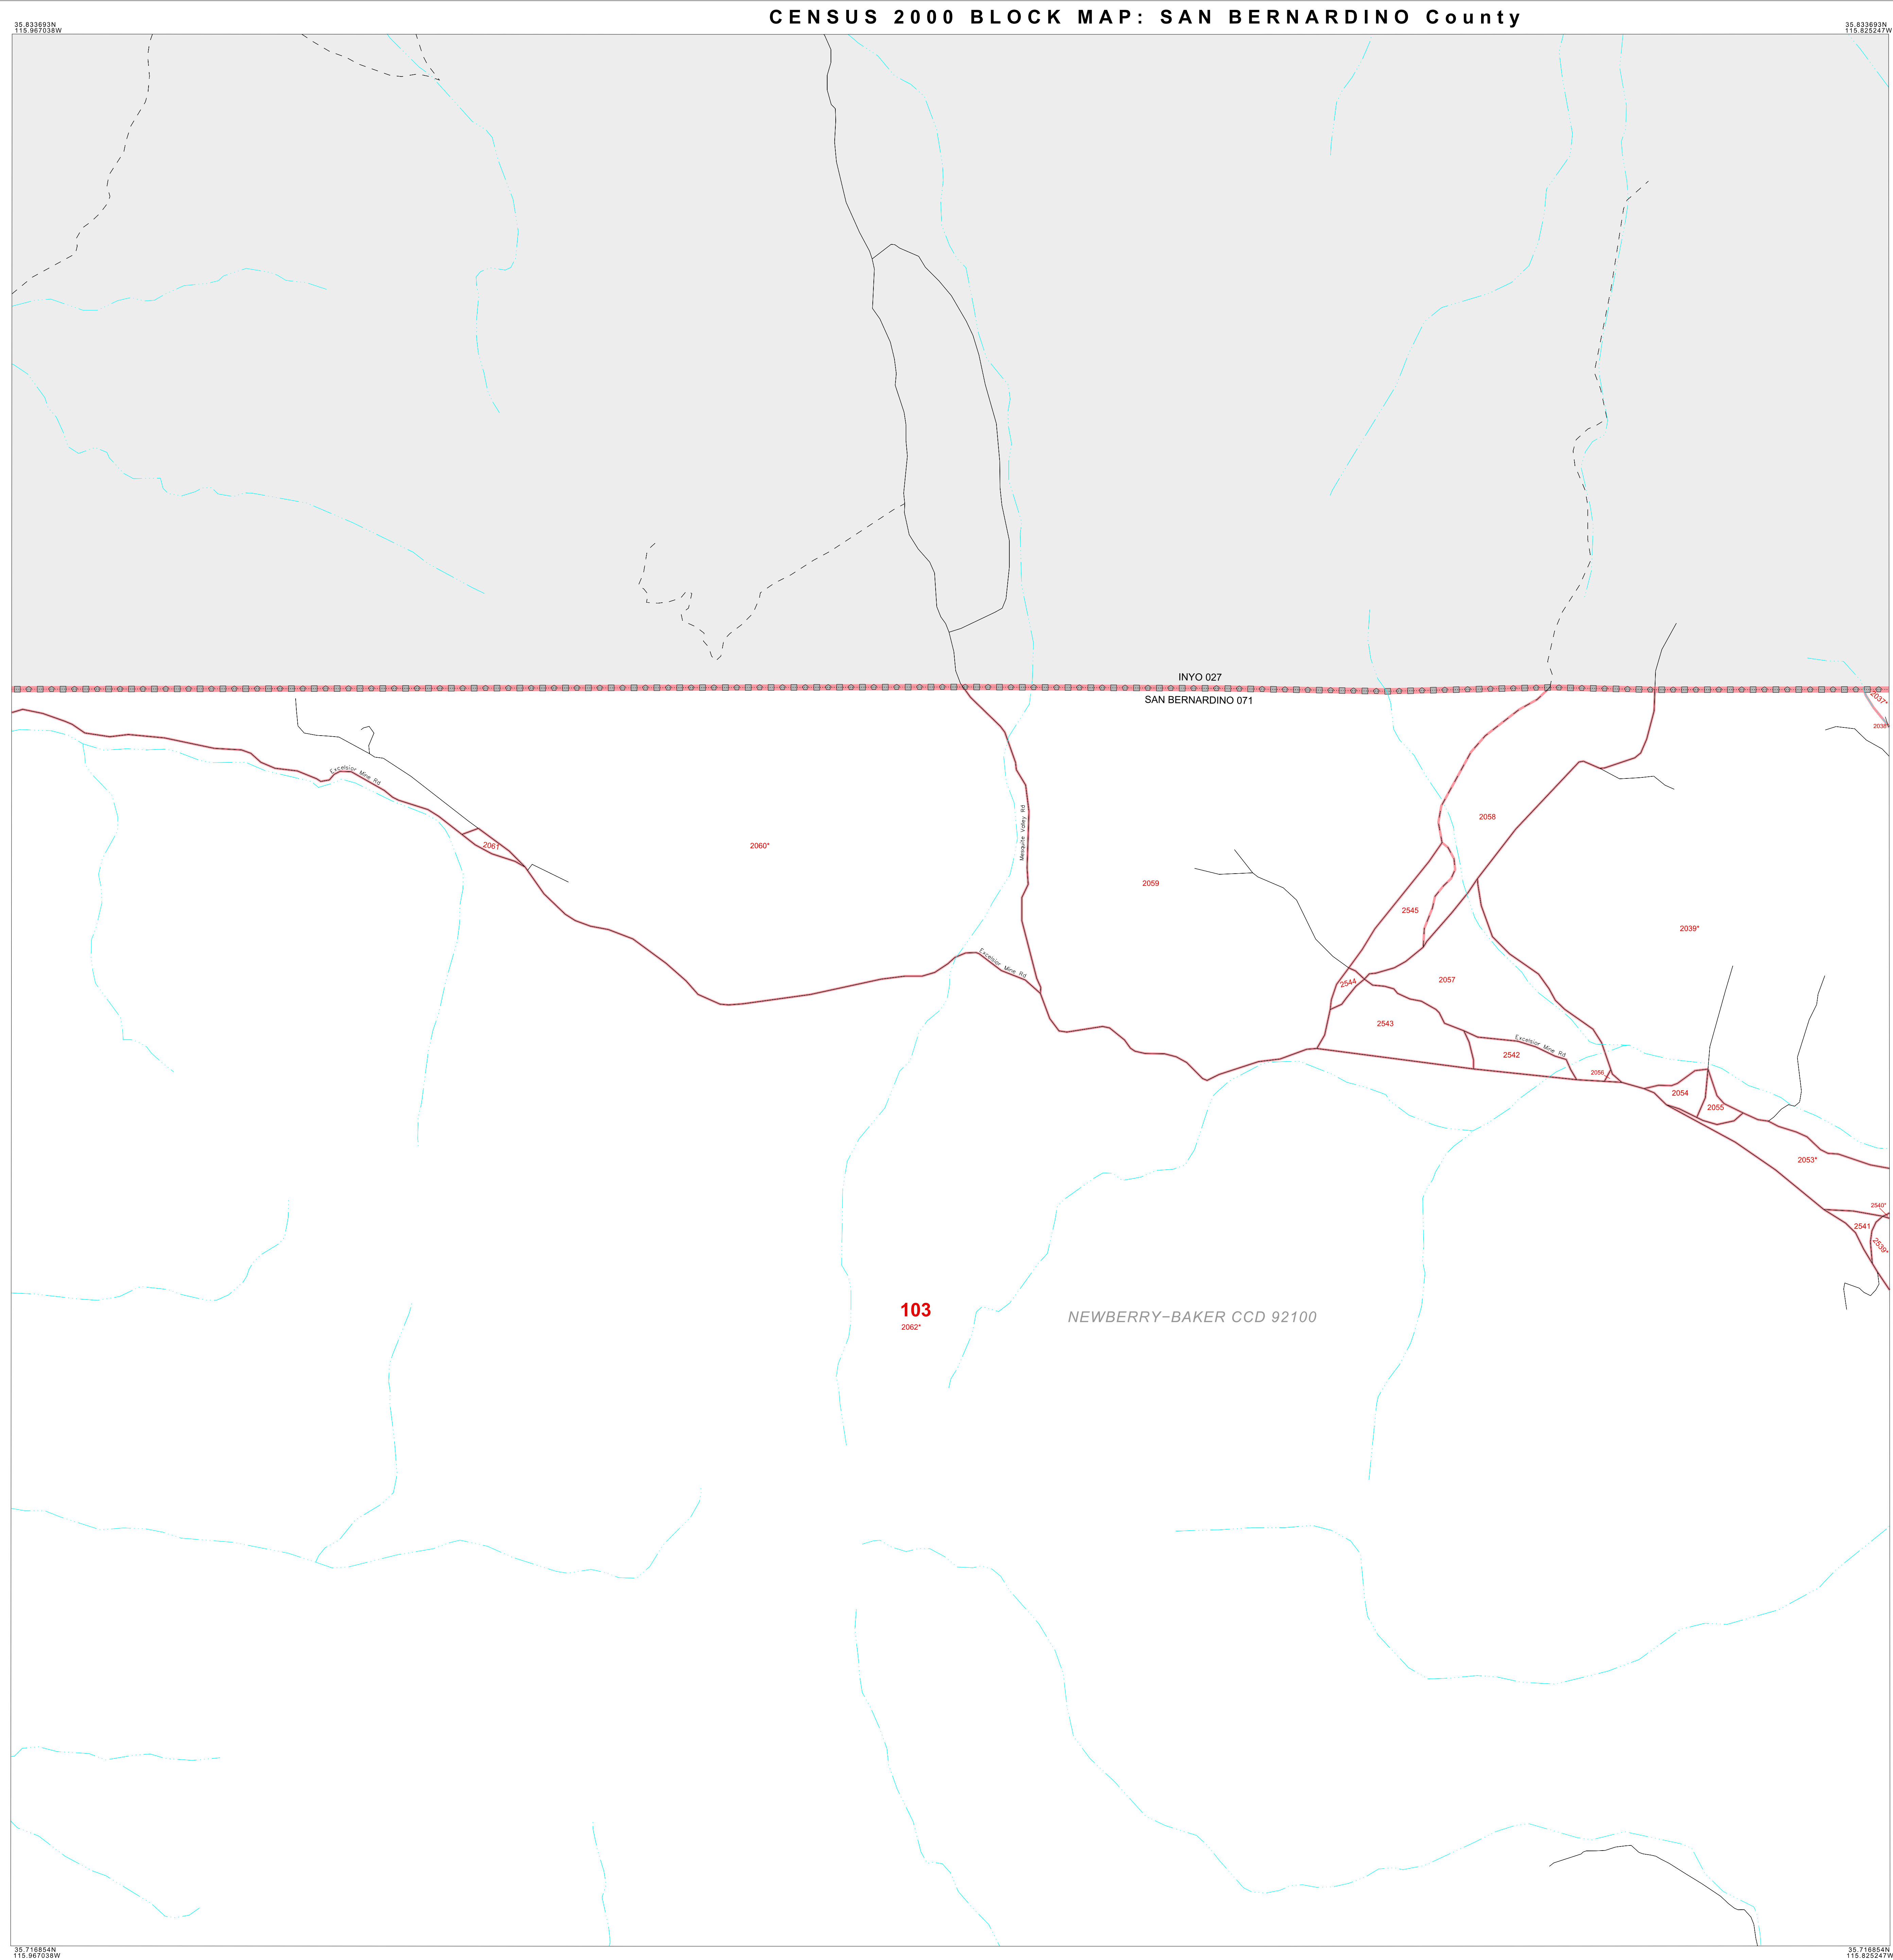 CENSUS 2000 BLOCK MAP: SAN BERNARDINO County
35.833693N
115.967038W
35.833693N
115.825247W
INYO 027
SAN BERNARDINO 071
2037*
2038*
Excelsior Mine Rd
2061
2060*
Mesquite Valley Rd
2059
2058
2545
2039*
Excelsior Mine Rd
2544
2057
2543
Excelsior Mine Rd
2542
2056
2054
2055
2053*
2540*
2541
2539*
103
2062*
NEWBERRY-BAKER CCD 92100
35.716854N
115.967038W
35.716854N
115.825247W